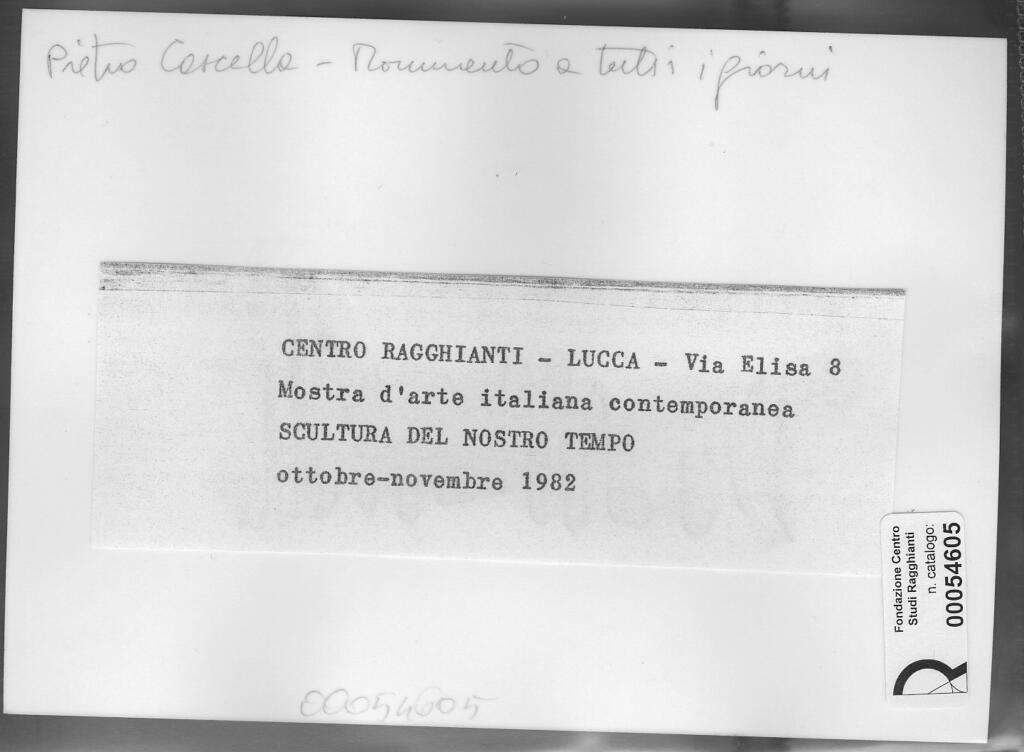 Pietro Cascella - Monumento a tutti i giorni
CENTRO RAGGHIANTI - LUCCA - Via Elisa 8
Mostra d'arte italiana contemporanea
SCULTURA DEL NOSTRO TEMPO
ottobre-novembre 1982
Fondazione Centro
Studi Ragghianti
n. catalogo:
00054605
00054605